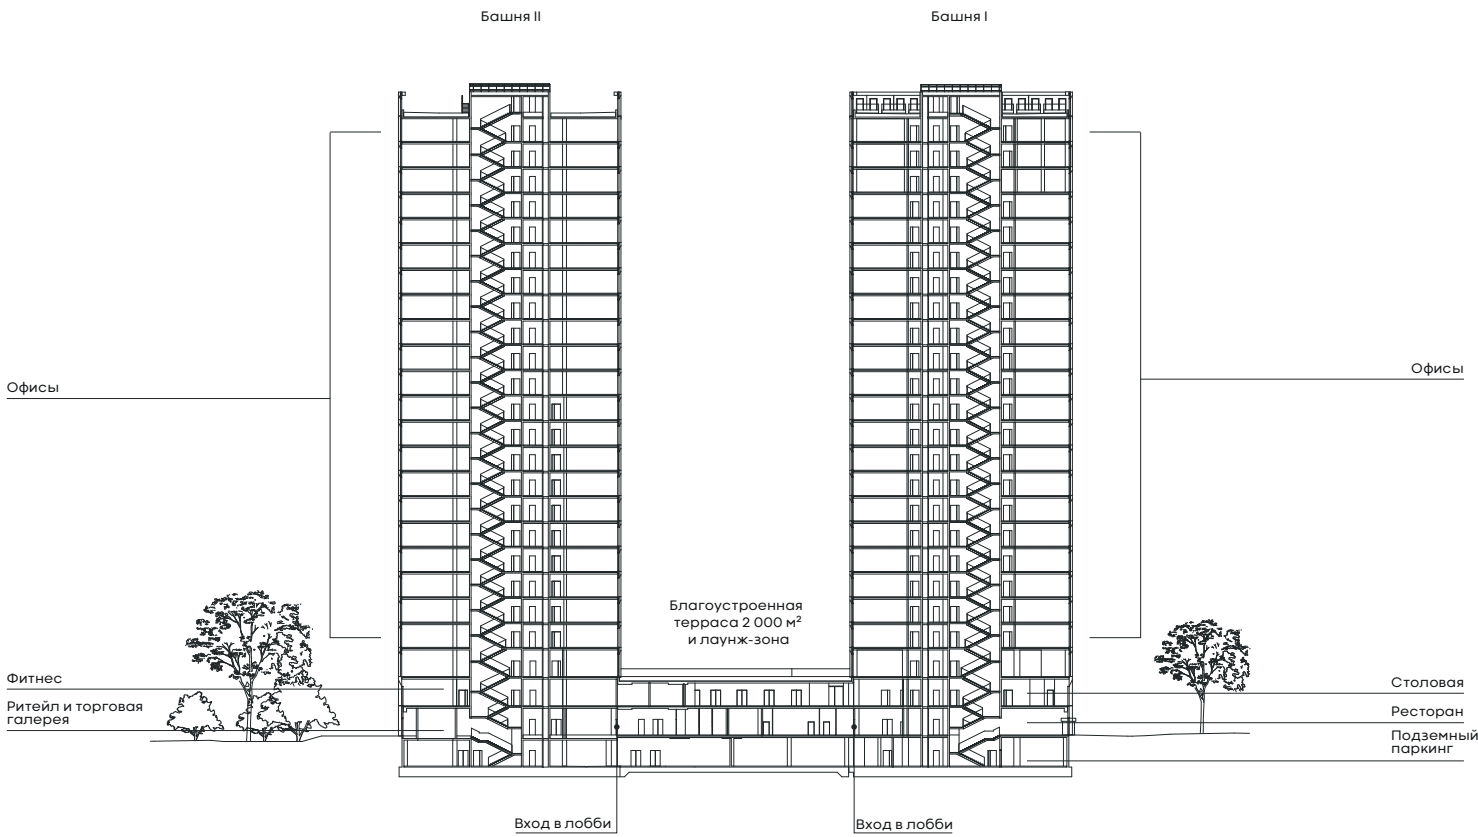 Башня II
Башня I
Офисы
Офисы
Благоустроенная
терраса 2 000 м²
и лаунж-зона
Фитнес
Ритейл и торговая
галерея
Столовая
Ресторан
Подземный
паркинг
Вход в лобби
Вход в лобби